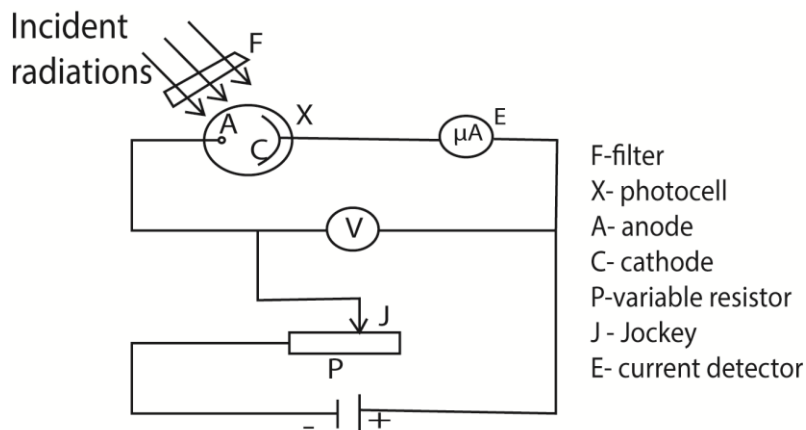 Incident
radiations
F
A
X
C
µA
E
V
J
P
-
+
F-filter
X- photocell
A- anode
C- cathode
P-variable resistor
J - Jockey
E- current detector